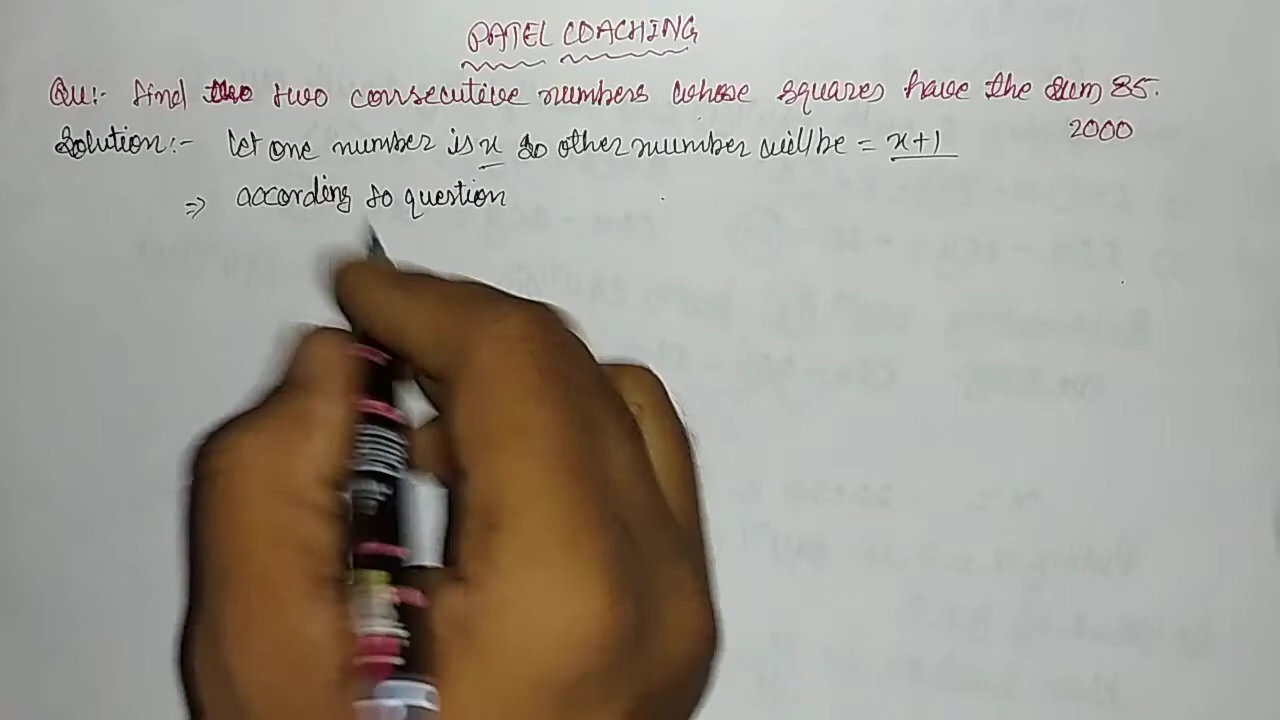 PATEL COACHING
Qu:- find two consecutive numbers whose squares have the sum 85.
2000
Solution:- let one number is x so other number will be = x+1
⇒ according to question